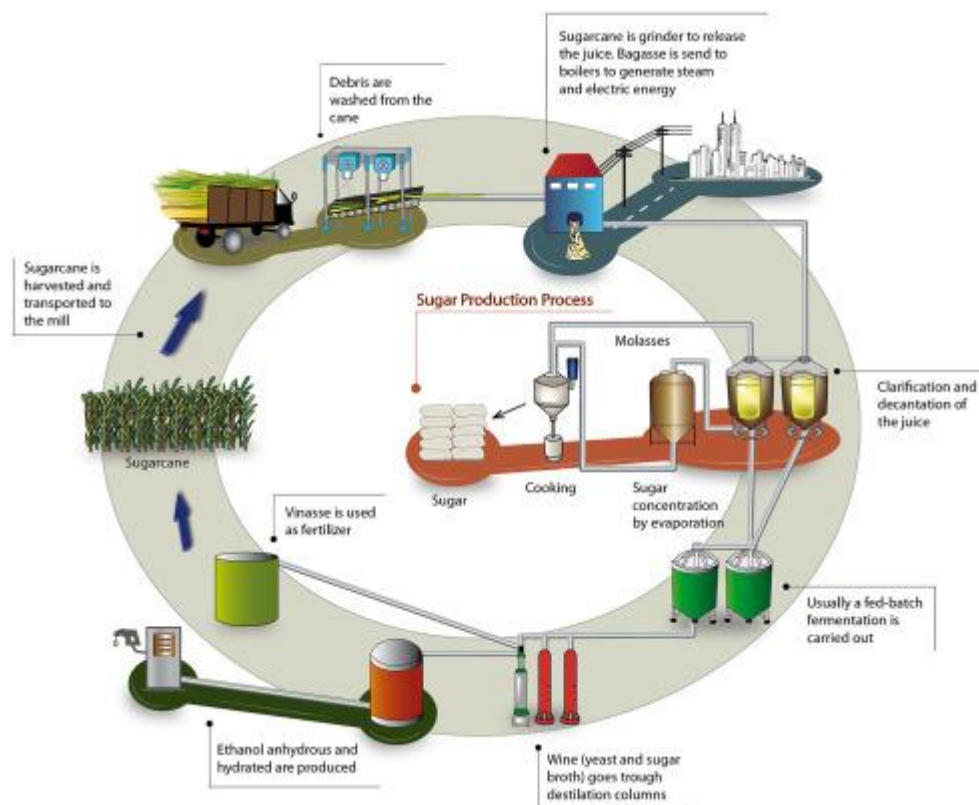 Sugarcane is grinder to release
the juice. Bagasse is send to
boilers to generate steam
and electric energy
Debris are
washed from the
cane
Sugarcane is
harvested and
transported to
the mill
Sugar Production Process
Molasses
Clarification and
decantation of
the juice
Sugarcane
Sugar
Cooking
Sugar
concentration
by evaporation
Vinasse is used
as fertilizer
Usually a fed-batch
fermentation is
carried out
Ethanol anhydrous and
hydrated are produced
Wine (yeast and sugar
broth) goes trough
destilation columns